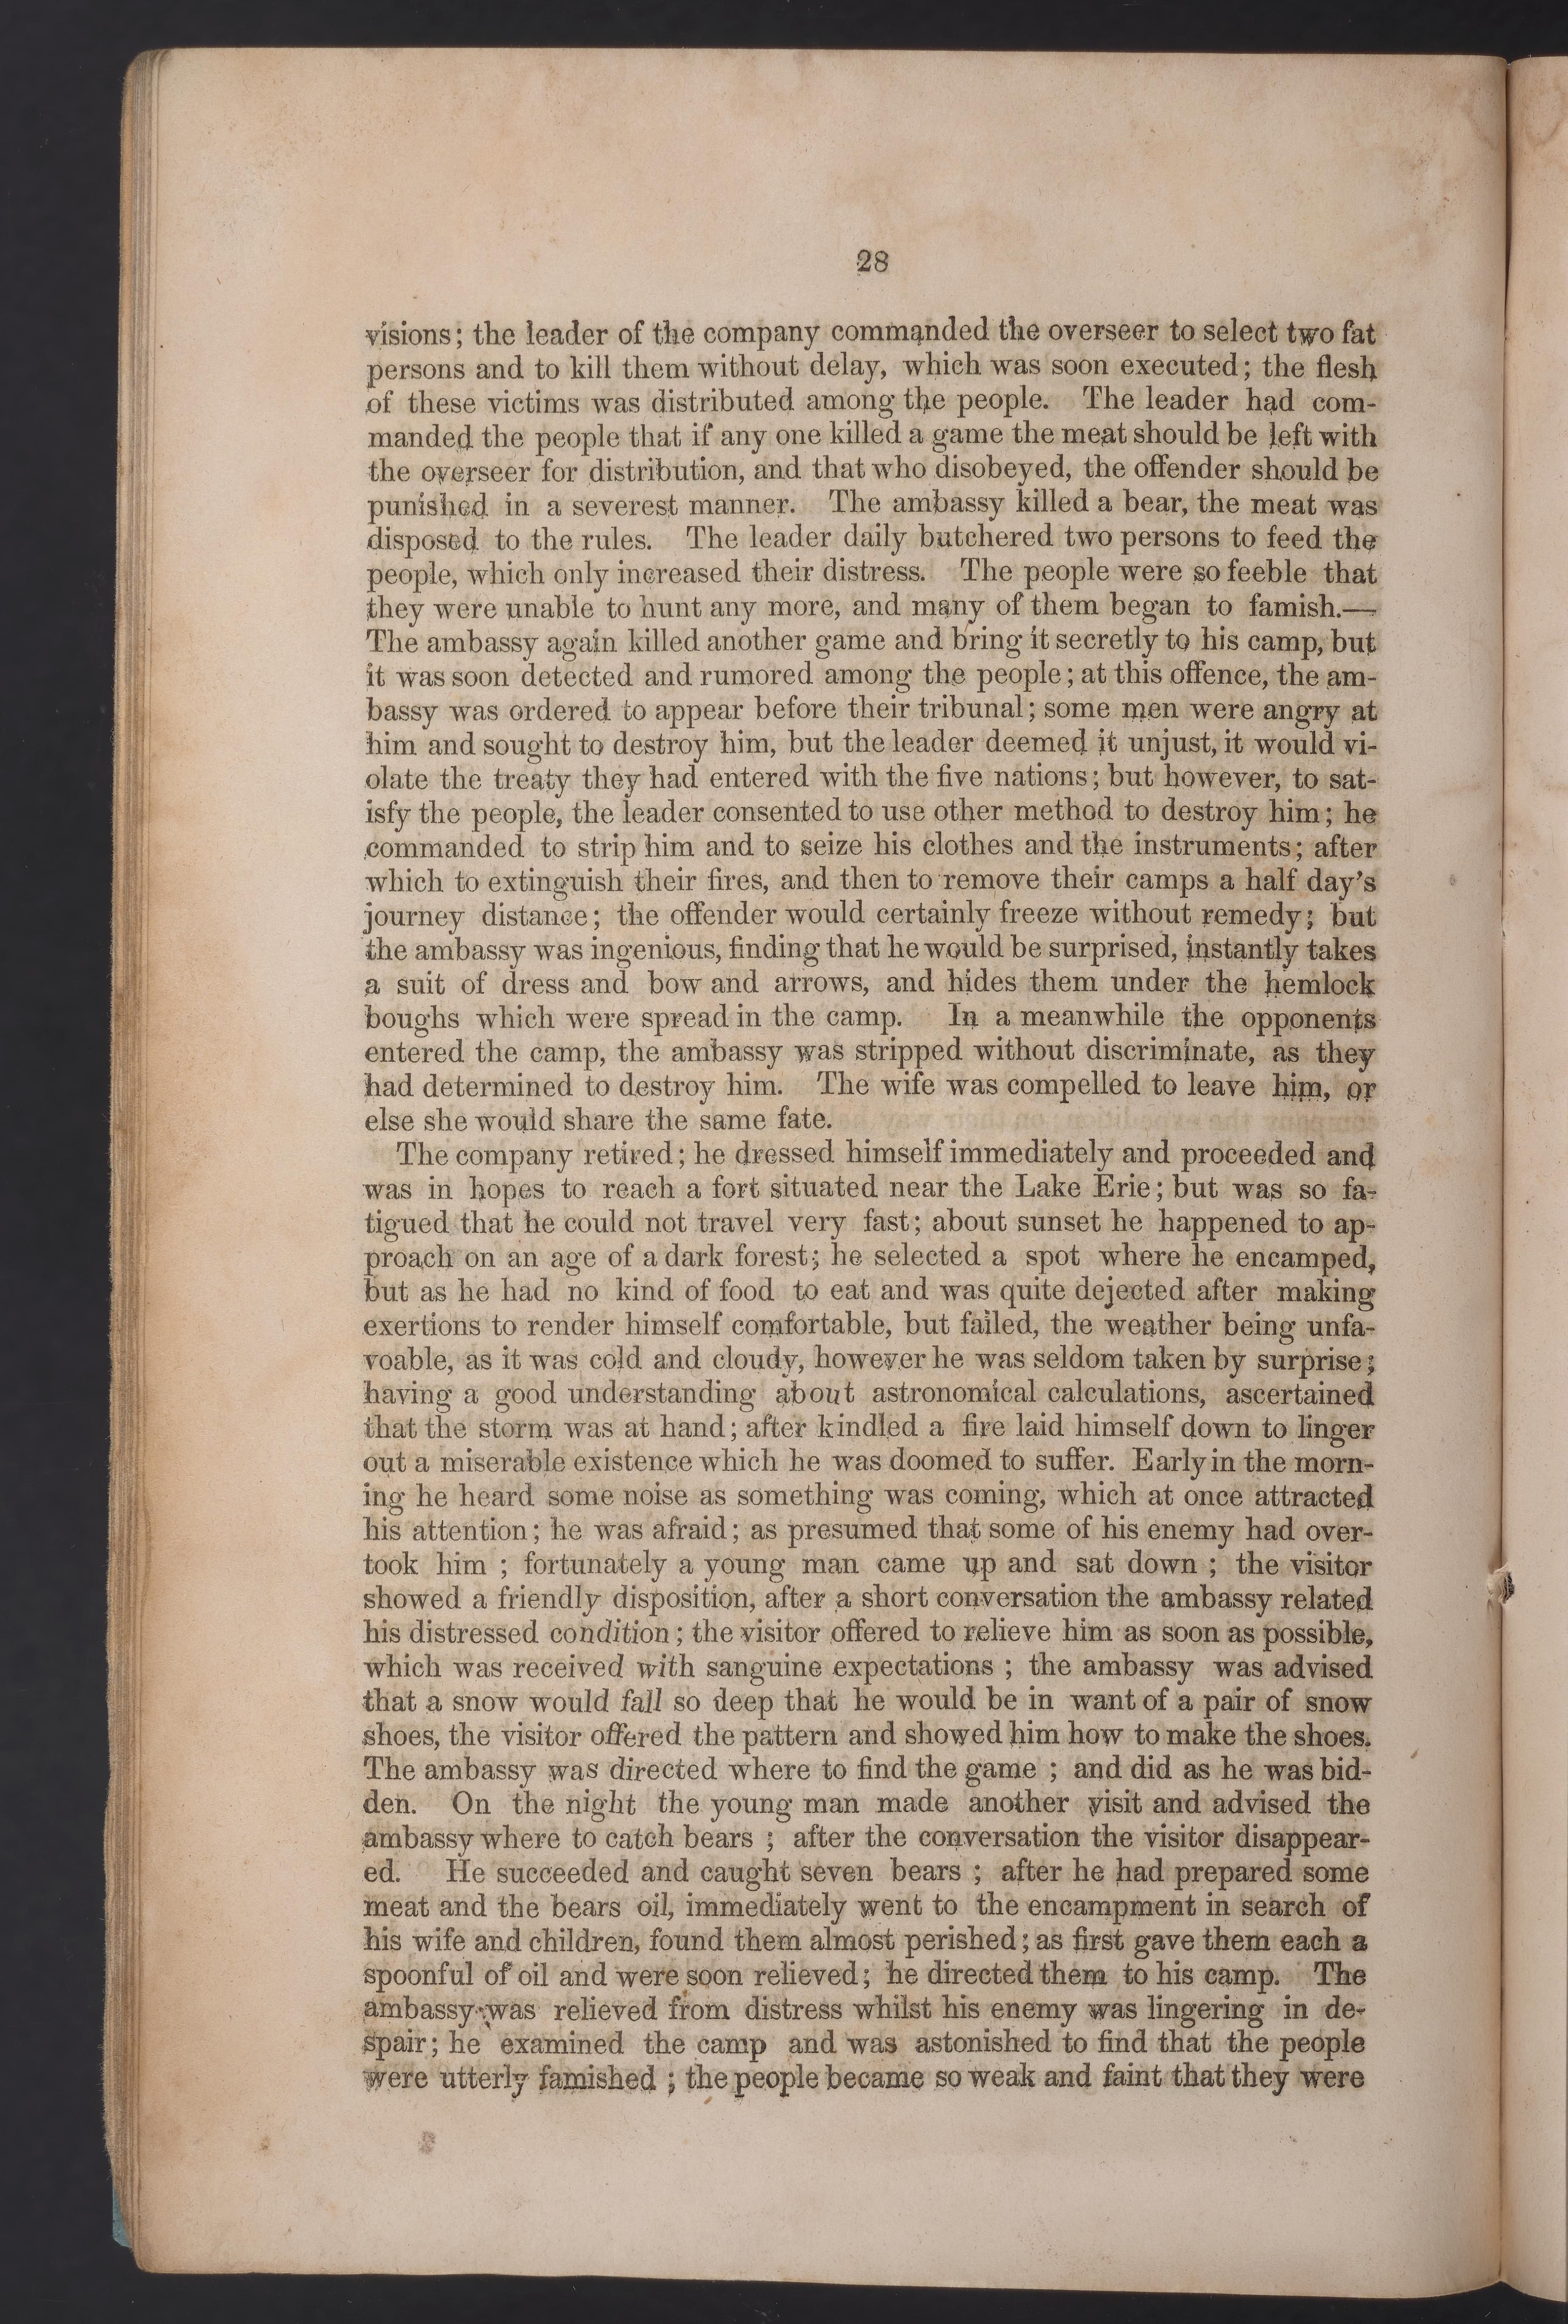 28
visions; the leader of the company commanded the overseer to select two fat
persons and to kill them without delay, which was soon executed; the flesh
of these victims was distributed among the people. The leader had com-
manded the people that if any one killed a game the meat should be left with
the overseer for distribution, and that who disobeyed, the offender should be
punished in a severest manner. The ambassy killed a bear, the meat was
disposed to the rules. The leader daily butchered two persons to feed the
people, which only increased their distress. The people were so feeble that
they were unable to hunt any more, and many of them began to famish.—
The ambassy again killed another game and bring it secretly to his camp, but
it was soon detected and rumored among the people; at this offence, the am-
bassy was ordered to appear before their tribunal; some men were angry at
him and sought to destroy him, but the leader deemed it unjust, it would vi-
olate the treaty they had entered with the five nations; but however, to sat-
isfy the people, the leader consented to use other method to destroy him; he
commanded to strip him and to seize his clothes and the instruments; after
which to extinguish their fires, and then to remove their camps a half day's
journey distance; the offender would certainly freeze without remedy; but
the ambassy was ingenious, finding that he would be surprised, instantly takes
a suit of dress and bow and arrows, and hides them under the hemlock
boughs which were spread in the camp. In a meanwhile the opponents
entered the camp, the ambassy was stripped without discriminate, as they
had determined to destroy him. The wife was compelled to leave him, or
else she would share the same fate.
The company retired; he dressed himself immediately and proceeded and
was in hopes to reach a fort situated near the Lake Erie; but was so fa-
tigued that he could not travel very fast; about sunset he happened to ap-
proach on an age of a dark forest; he selected a spot where he encamped,
but as he had no kind of food to eat and was quite dejected after making
exertions to render himself comfortable, but failed, the weather being unfa-
voable, as it was cold and cloudy, however he was seldom taken by surprise;
having a good understanding about astronomical calculations, ascertained
that the storm was at hand; after kindled a fire laid himself down to linger
out a miserable existence which he was doomed to suffer. Early in the morn-
ing he heard some noise as something was coming, which at once attracted
his attention; he was afraid; as presumed that some of his enemy had over-
took him ; fortunately a young man came up and sat down ; the visitor
showed a friendly disposition, after a short conversation the ambassy related
his distressed condition; the visitor offered to relieve him as soon as possible,
which was received with sanguine expectations ; the ambassy was advised
that a snow would fall so deep that he would be in want of a pair of snow
shoes, the visitor offered the pattern and showed him how to make the shoes.
The ambassy was directed where to find the game ; and did as he was bid-
den. On the night the young man made another visit and advised the
ambassy where to catch bears ; after the conversation the visitor disappear-
ed. He succeeded and caught seven bears ; after he had prepared some
meat and the bears oil, immediately went to the encampment in search of
his wife and children, found them almost perished; as first gave them each a
spoonful of oil and were soon relieved; he directed them to his camp. The
ambassy was relieved from distress whilst his enemy was lingering in de-
spair; he examined the camp and was astonished to find that the people
were utterly famished ; the people became so weak and faint that they were